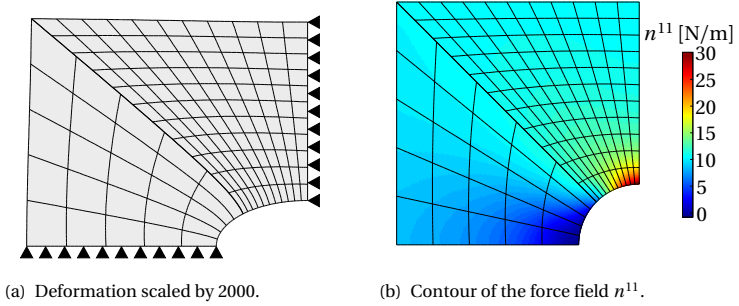 n¹¹ [N/m]
30
25
20
15
10
5
0
(a) Deformation scaled by 2000.
(b) Contour of the force field n¹¹.